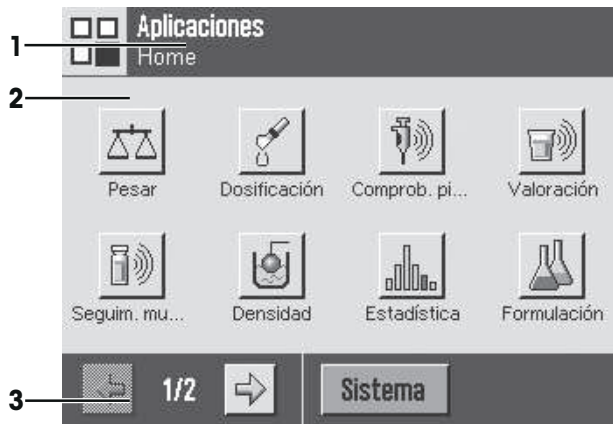 Aplicaciones
1
Home
2
Pesar
Dosificación
Comprob. pi...
Valoración
Seguim. mu...
Densidad
Estadística
Formulación
3
1/2
Sistema